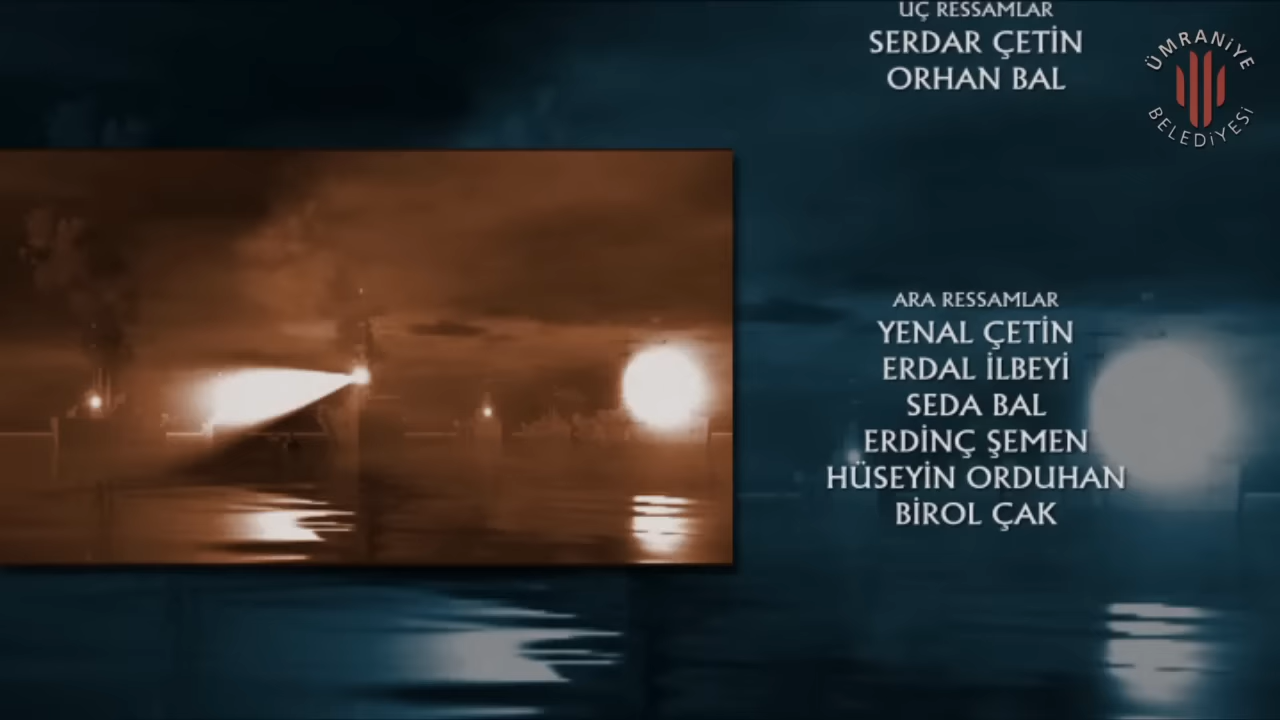 UÇ RESSAMLAR
SERDAR ÇETİN
ORHAN BAL
ÜMRANİYE
BELEDİYESİ
ARA RESSAMLAR
YENAL ÇETİN
ERDAL İLBEYİ
SEDA BAL
ERDİNÇ ŞEMEN
HÜSEYİN ORDUHAN
BİROL ÇAK